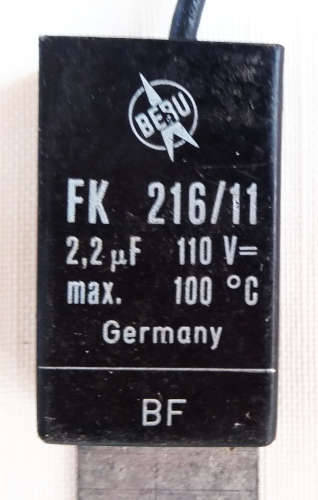 BERU
FK 216/11
2,2 µF 110 V=
max. 100 °C
Germany
BF